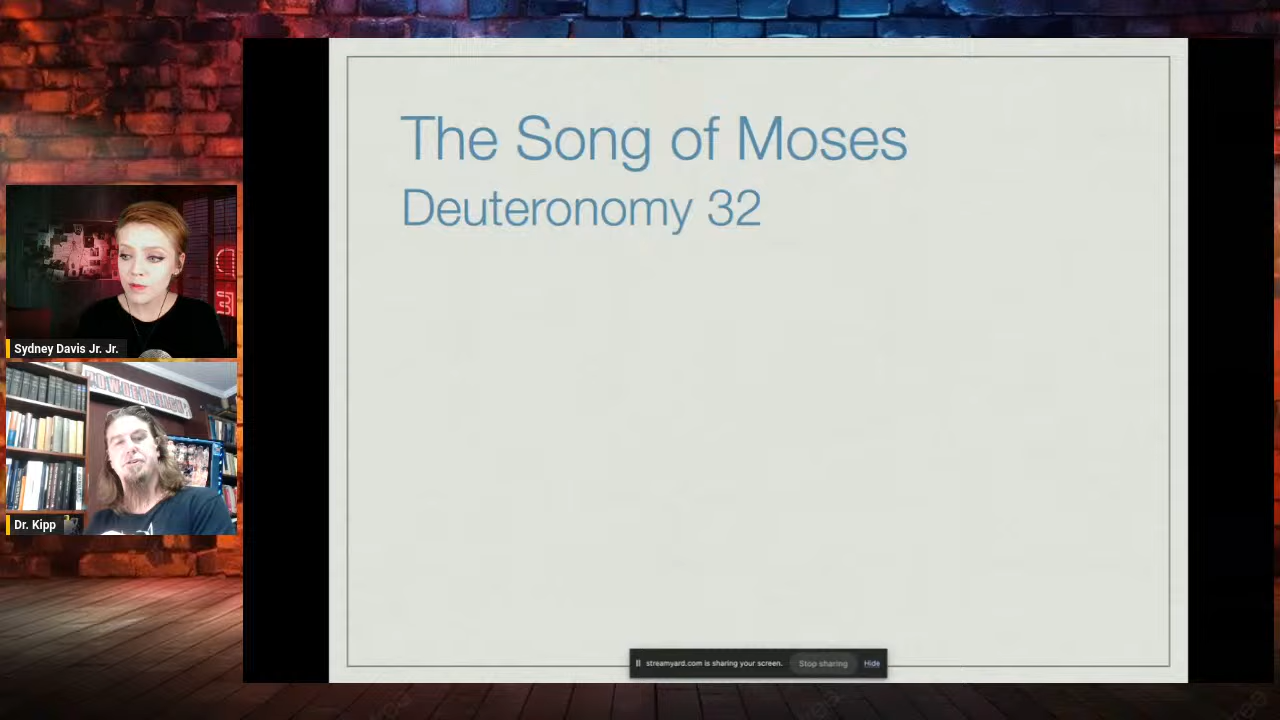 The Song of Moses
Deuteronomy 32
Sydney Davis Jr. Jr.
Dr. Kipp
streamyard.com is sharing your screen. Stop sharing Hide